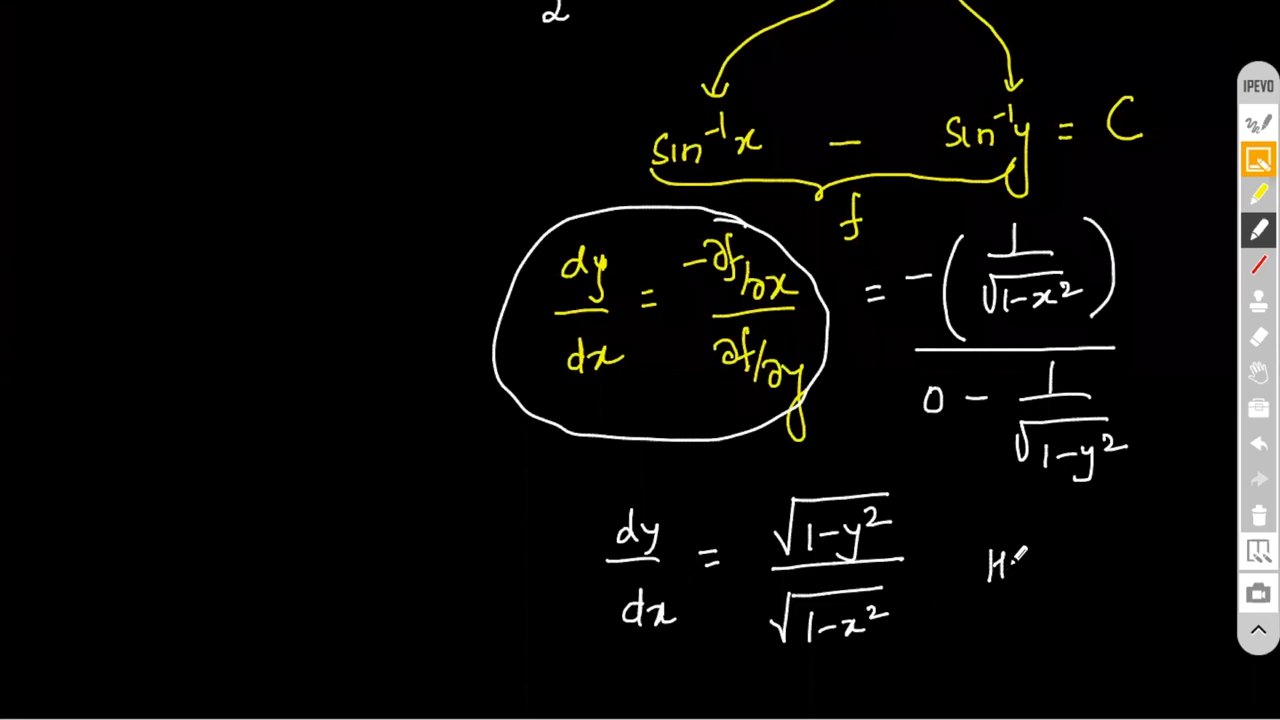 2
sin⁻¹x − sin⁻¹y = C
f
dy/dx = (−∂f/∂x)/(∂f/∂y) = −(1/√(1−x²))/(0 − 1/√(1−y²))
dy/dx = √(1−y²)/√(1−x²) H.
IPEVO